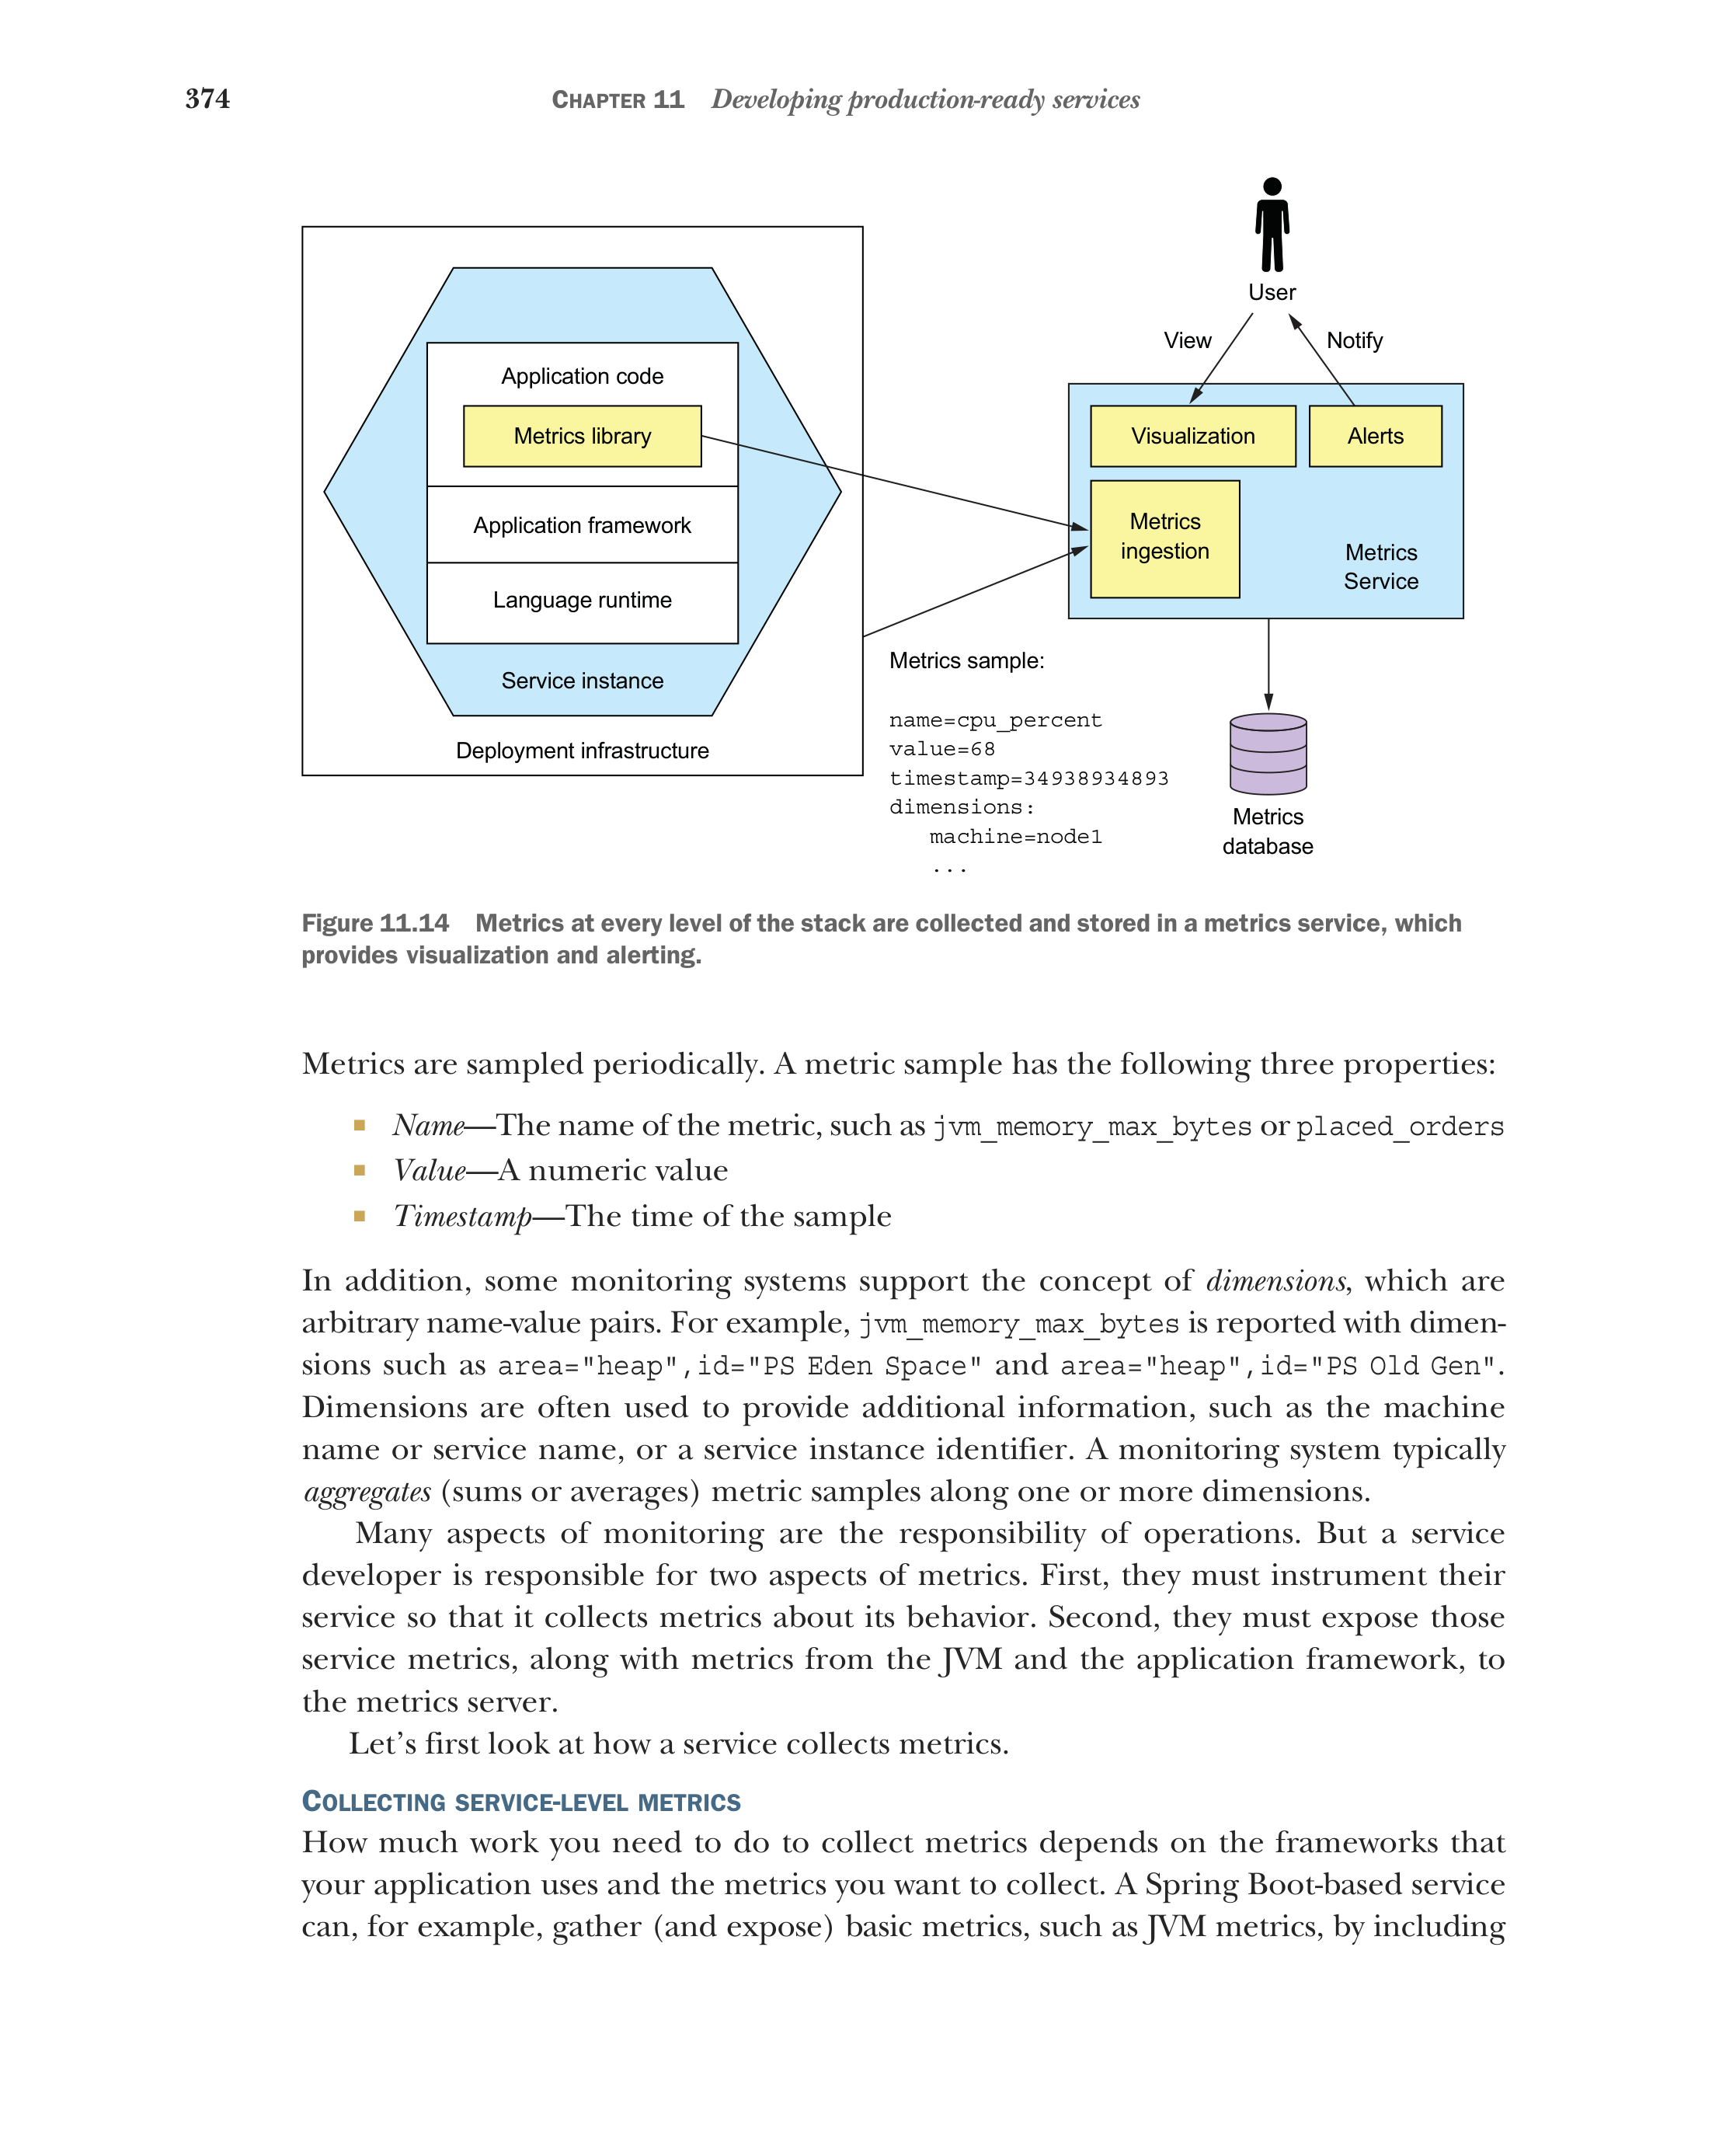 374
CHAPTER 11 Developing production-ready services
User
View
Notify
Application code
Metrics library
Application framework
Language runtime
Service instance
Deployment infrastructure
Visualization
Alerts
Metrics
ingestion
Metrics
Service
Metrics sample:
name=cpu_percent
value=68
timestamp=34938934893
dimensions:
machine=node1
...
Metrics
database
Figure 11.14 Metrics at every level of the stack are collected and stored in a metrics service, which
provides visualization and alerting.
Metrics are sampled periodically. A metric sample has the following three properties:
■ Name—The name of the metric, such as jvm_memory_max_bytes or placed_orders
■ Value—A numeric value
■ Timestamp—The time of the sample
In addition, some monitoring systems support the concept of dimensions, which are
arbitrary name-value pairs. For example, jvm_memory_max_bytes is reported with dimen-
sions such as area="heap",id="PS Eden Space" and area="heap",id="PS Old Gen".
Dimensions are often used to provide additional information, such as the machine
name or service name, or a service instance identifier. A monitoring system typically
aggregates (sums or averages) metric samples along one or more dimensions.
Many aspects of monitoring are the responsibility of operations. But a service
developer is responsible for two aspects of metrics. First, they must instrument their
service so that it collects metrics about its behavior. Second, they must expose those
service metrics, along with metrics from the JVM and the application framework, to
the metrics server.
Let’s first look at how a service collects metrics.
COLLECTING SERVICE-LEVEL METRICS
How much work you need to do to collect metrics depends on the frameworks that
your application uses and the metrics you want to collect. A Spring Boot-based service
can, for example, gather (and expose) basic metrics, such as JVM metrics, by including